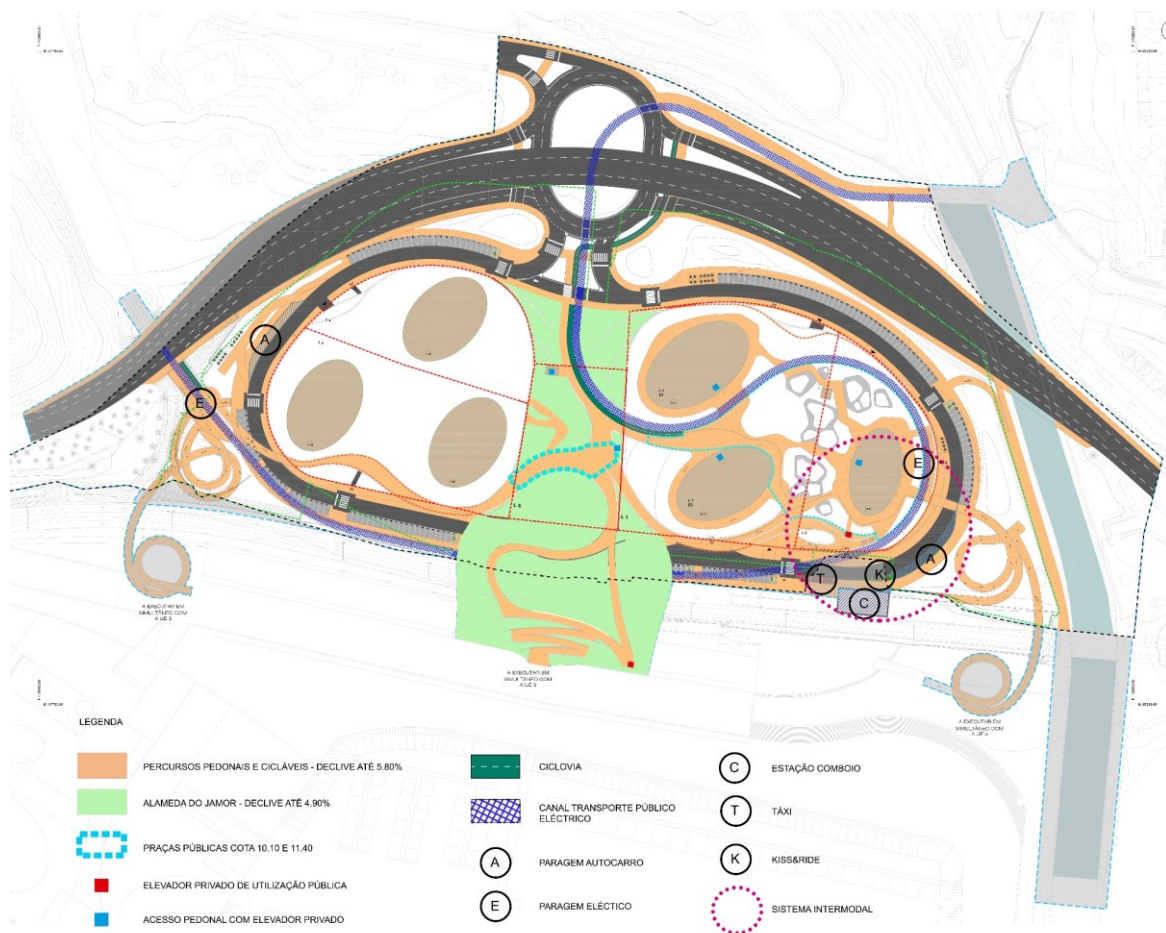 A
E
E
A
T
K
C
A EXECUTAR EM
SIMULTÂNEO COM
A UE 3
A EXECUTAR EM
SIMULTÂNEO COM
A UE 3
A EXECUTAR EM
SIMULTÂNEO COM
A UE 4
LEGENDA
PERCURSOS PEDONAIS E CICLÁVEIS - DECLIVE ATÉ 5.80%
ALAMEDA DO JAMOR - DECLIVE ATÉ 4.90%
PRAÇAS PÚBLICAS COTA 10.10 E 11.40
ELEVADOR PRIVADO DE UTILIZAÇÃO PÚBLICA
ACESSO PEDONAL COM ELEVADOR PRIVADO
CICLOVIA
CANAL TRANSPORTE PÚBLICO
ELÉCTRICO
A PARAGEM AUTOCARRO
E PARAGEM ELÉCTICO
C ESTAÇÃO COMBOIO
T TÁXI
K KISS&RIDE
SISTEMA INTERMODAL